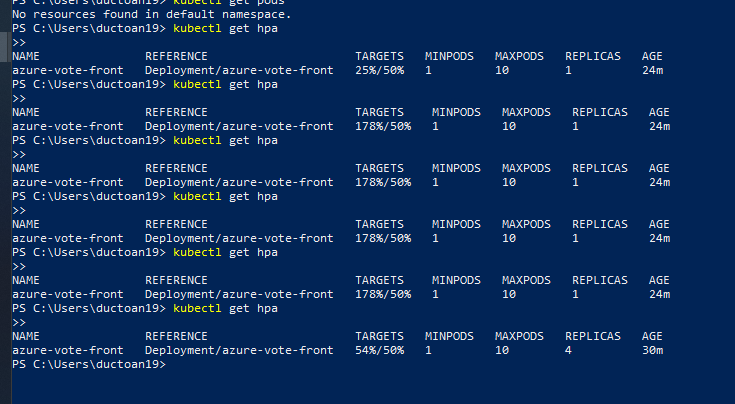 PS C:\Users\ductoan19> kubectl get pods
No resources found in default namespace.
PS C:\Users\ductoan19> kubectl get hpa
>>
NAME REFERENCE TARGETS MINPODS MAXPODS REPLICAS AGE
azure-vote-front Deployment/azure-vote-front 25%/50% 1 10 1 24m
PS C:\Users\ductoan19> kubectl get hpa
>>
NAME REFERENCE TARGETS MINPODS MAXPODS REPLICAS AGE
azure-vote-front Deployment/azure-vote-front 178%/50% 1 10 1 24m
PS C:\Users\ductoan19> kubectl get hpa
>>
NAME REFERENCE TARGETS MINPODS MAXPODS REPLICAS AGE
azure-vote-front Deployment/azure-vote-front 178%/50% 1 10 1 24m
PS C:\Users\ductoan19> kubectl get hpa
>>
NAME REFERENCE TARGETS MINPODS MAXPODS REPLICAS AGE
azure-vote-front Deployment/azure-vote-front 178%/50% 1 10 1 24m
PS C:\Users\ductoan19> kubectl get hpa
>>
NAME REFERENCE TARGETS MINPODS MAXPODS REPLICAS AGE
azure-vote-front Deployment/azure-vote-front 178%/50% 1 10 1 24m
PS C:\Users\ductoan19> kubectl get hpa
>>
NAME REFERENCE TARGETS MINPODS MAXPODS REPLICAS AGE
azure-vote-front Deployment/azure-vote-front 54%/50% 1 10 4 30m
PS C:\Users\ductoan19>